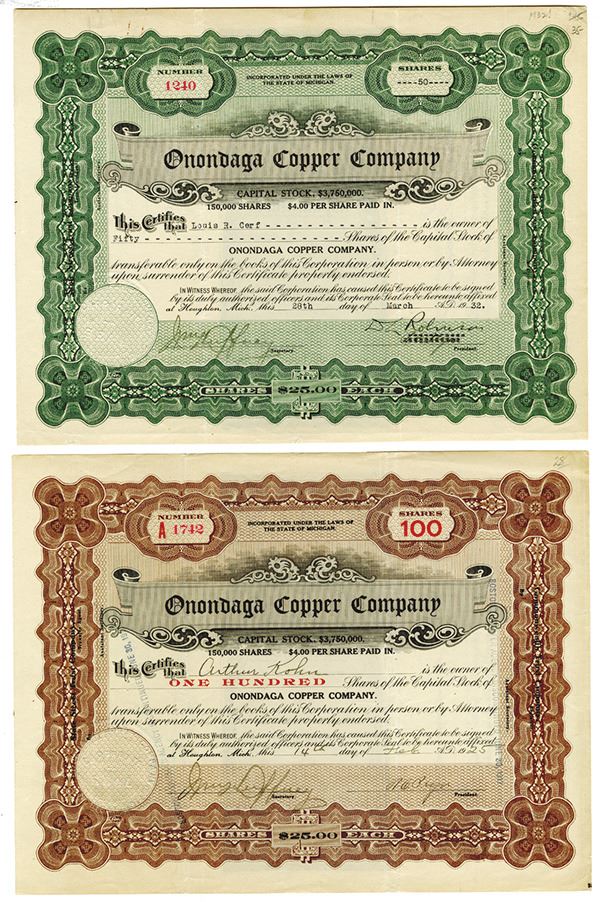 1932
35
NUMBER
1240
INCORPORATED UNDER THE LAWS OF
THE STATE OF MICHIGAN.
SHARES
----50----
Onondaga Copper Company
CAPITAL STOCK, $3,750,000.
150,000 SHARES $4.00 PER SHARE PAID IN.
This Certifies that Louis R. Cerf is the owner of
Fifty Shares of the Capital Stock of
ONONDAGA COPPER COMPANY.
transferable only on the books of this Corporation in person or by Attorney
upon surrender of this Certificate properly endorsed.
IN WITNESS WHEREOF, the said Corporation has caused this Certificate to be signed
by its duly authorized officers and its Corporate Seal to be hereunto affixed
at Houghton, Mich. this 28th day of March A.D. 1932.
D L Robinson
Secretary. President.
SHARES $25.00 EACH
28
NUMBER
A 1742
INCORPORATED UNDER THE LAWS OF
THE STATE OF MICHIGAN.
SHARES
100
Onondaga Copper Company
CAPITAL STOCK, $3,750,000.
150,000 SHARES $4.00 PER SHARE PAID IN.
This Certifies that Arthur Kohn is the owner of
ONE HUNDRED Shares of the Capital Stock of
ONONDAGA COPPER COMPANY.
transferable only on the books of this Corporation in person or by Attorney
upon surrender of this Certificate properly endorsed.
IN WITNESS WHEREOF, the said Corporation has caused this Certificate to be signed
by its duly authorized officers and its Corporate Seal to be hereunto affixed
at Houghton, Mich. this 14th day of Feb A.D. 1925
Secretary. President.
SHARES $25.00 EACH